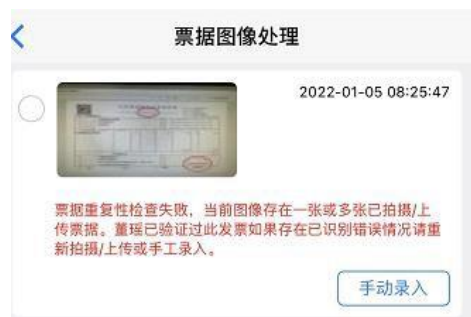 票据图像处理
2022-01-05 08:25:47
票据重复性检查失败，当前图像存在一张或多张已拍摄/上
传票据。董瑶已验证过此发票如果存在已识别错误情况请重
新拍摄/上传或手工录入。
手动录入